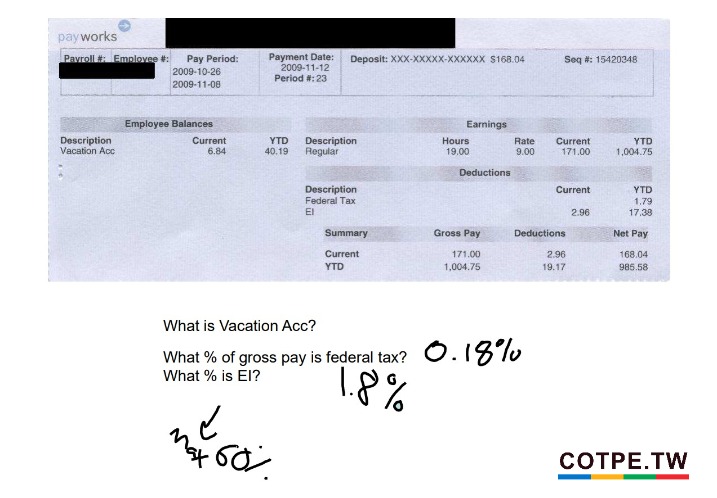 payworks
Payroll #: Employee #: Pay Period: Payment Date: Deposit: XXX-XXXXX-XXXXXX $168.04 Seq #: 15420348
2009-10-26 2009-11-12
2009-11-08 Period #: 23
Employee Balances Earnings
Description Current YTD Description Hours Rate Current YTD
Vacation Acc 6.84 40.19 Regular 19.00 9.00 171.00 1,004.75
Deductions
Description Current YTD
Federal Tax 1.79
EI 2.96 17.38
Summary Gross Pay Deductions Net Pay
Current 171.00 2.96 168.04
YTD 1,004.75 19.17 985.58
What is Vacation Acc?
What % of gross pay is federal tax? 0.18%
What % is EI? 1.8%
COTPE.TW